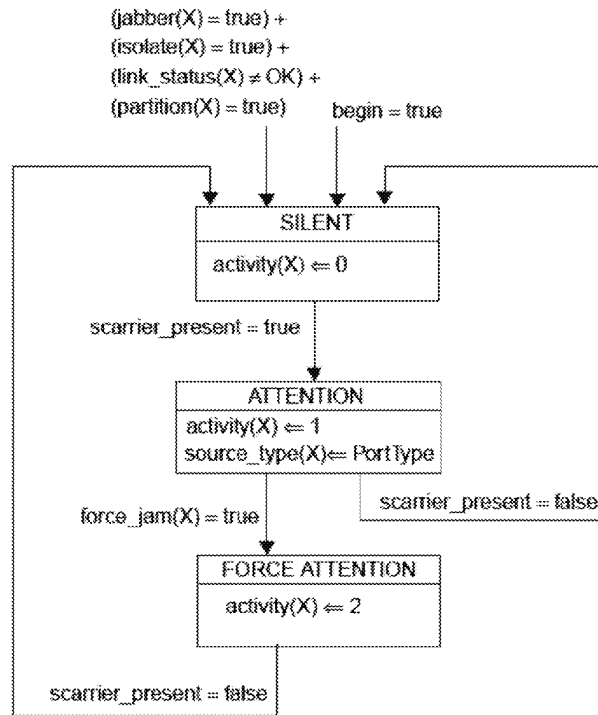 (jabber(X) = true) +
(isolate(X) = true) +
(link_status(X) ≠ OK) +
(partition(X) = true)
begin = true
SILENT
activity(X) ⇐ 0
scarrier_present = true
ATTENTION
activity(X) ⇐ 1
source_type(X)⇐ PortType
scarrier_present = false
force_jam(X) = true
FORCE ATTENTION
activity(X) ⇐ 2
scarrier_present = false